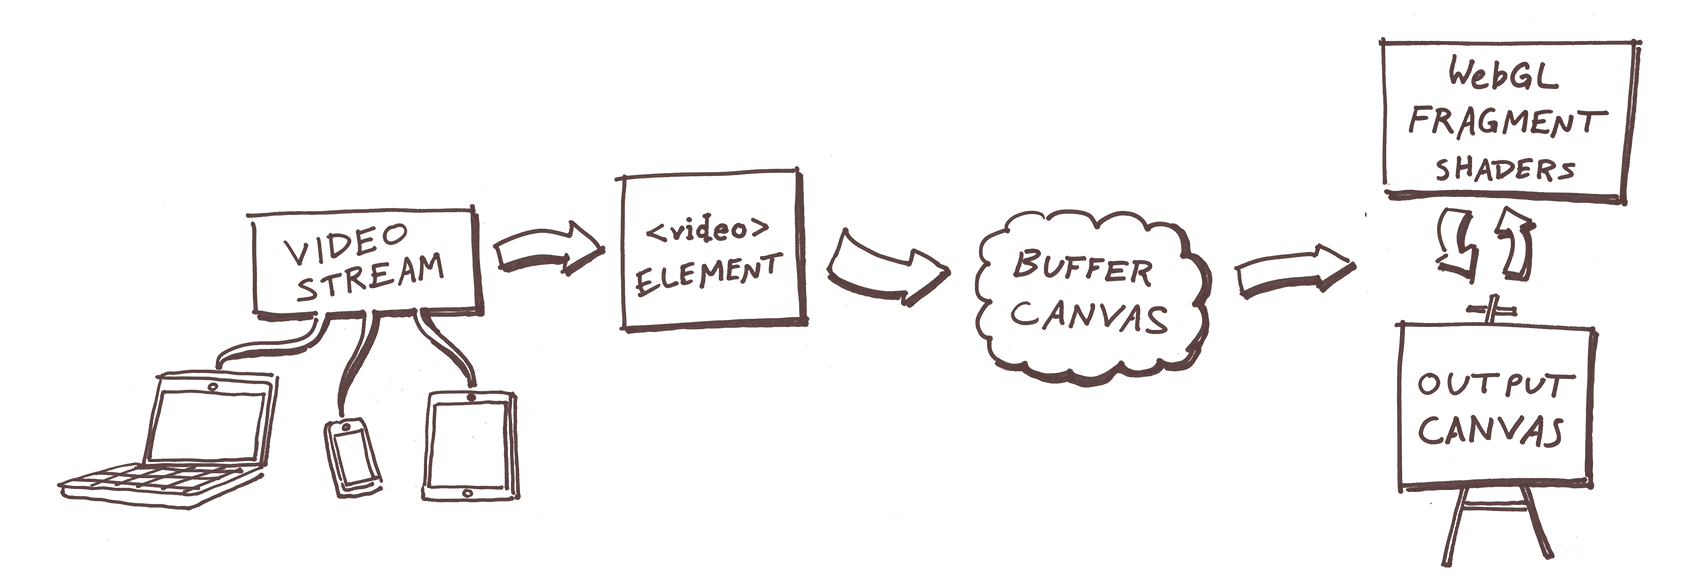 VIDEO
STREAM
<video>
ELEMENT
BUFFER
CANVAS
WebGL
FRAGMENT
SHADERS
OUTPUT
CANVAS